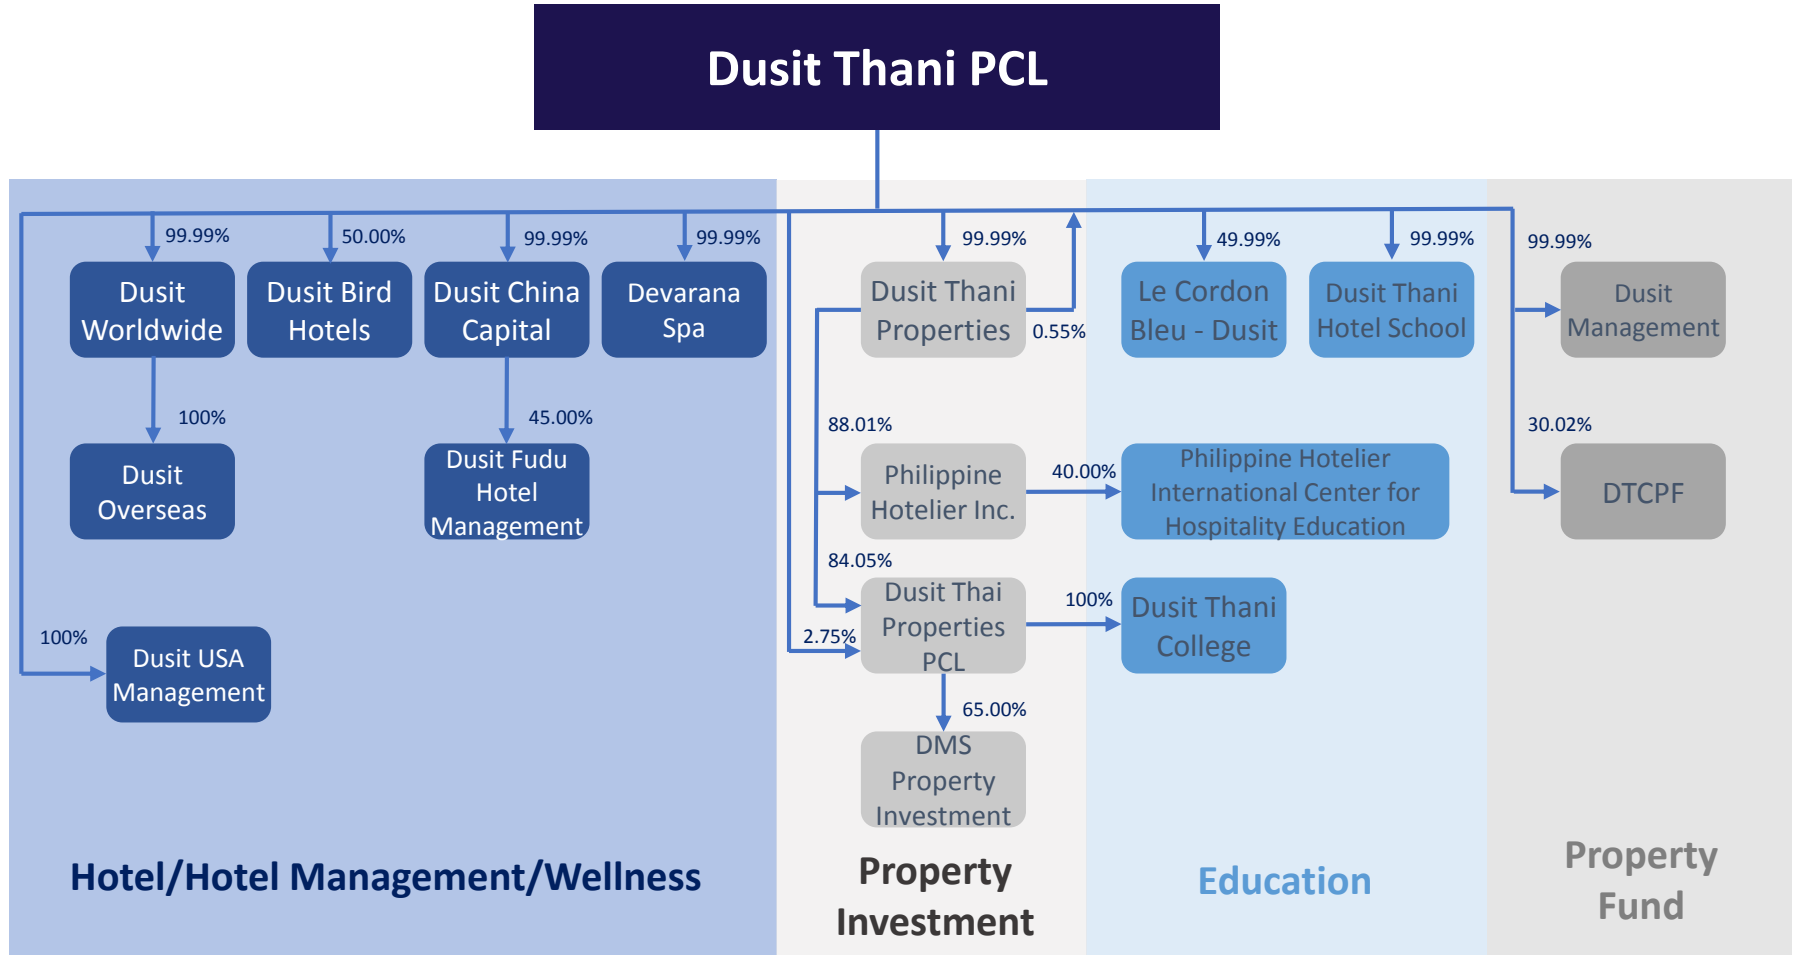 Dusit Thani PCL
99.99%
50.00%
99.99%
99.99%
99.99%
49.99%
99.99%
99.99%
Dusit
Worldwide
Dusit Bird
Hotels
Dusit China
Capital
Devarana
Spa
Dusit Thani
Properties
0.55%
Le Cordon
Bleu - Dusit
Dusit Thani
Hotel School
Dusit
Management
100%
45.00%
88.01%
30.02%
Dusit
Overseas
Dusit Fudu
Hotel
Management
Philippine
Hotelier Inc.
40.00%
Philippine Hotelier
International Center for
Hospitality Education
DTCPF
84.05%
100%
Dusit USA
Management
2.75%
Dusit Thai
Properties
PCL
100%
Dusit Thani
College
65.00%
DMS
Property
Investment
Hotel/Hotel Management/Wellness
Property
Investment
Education
Property
Fund